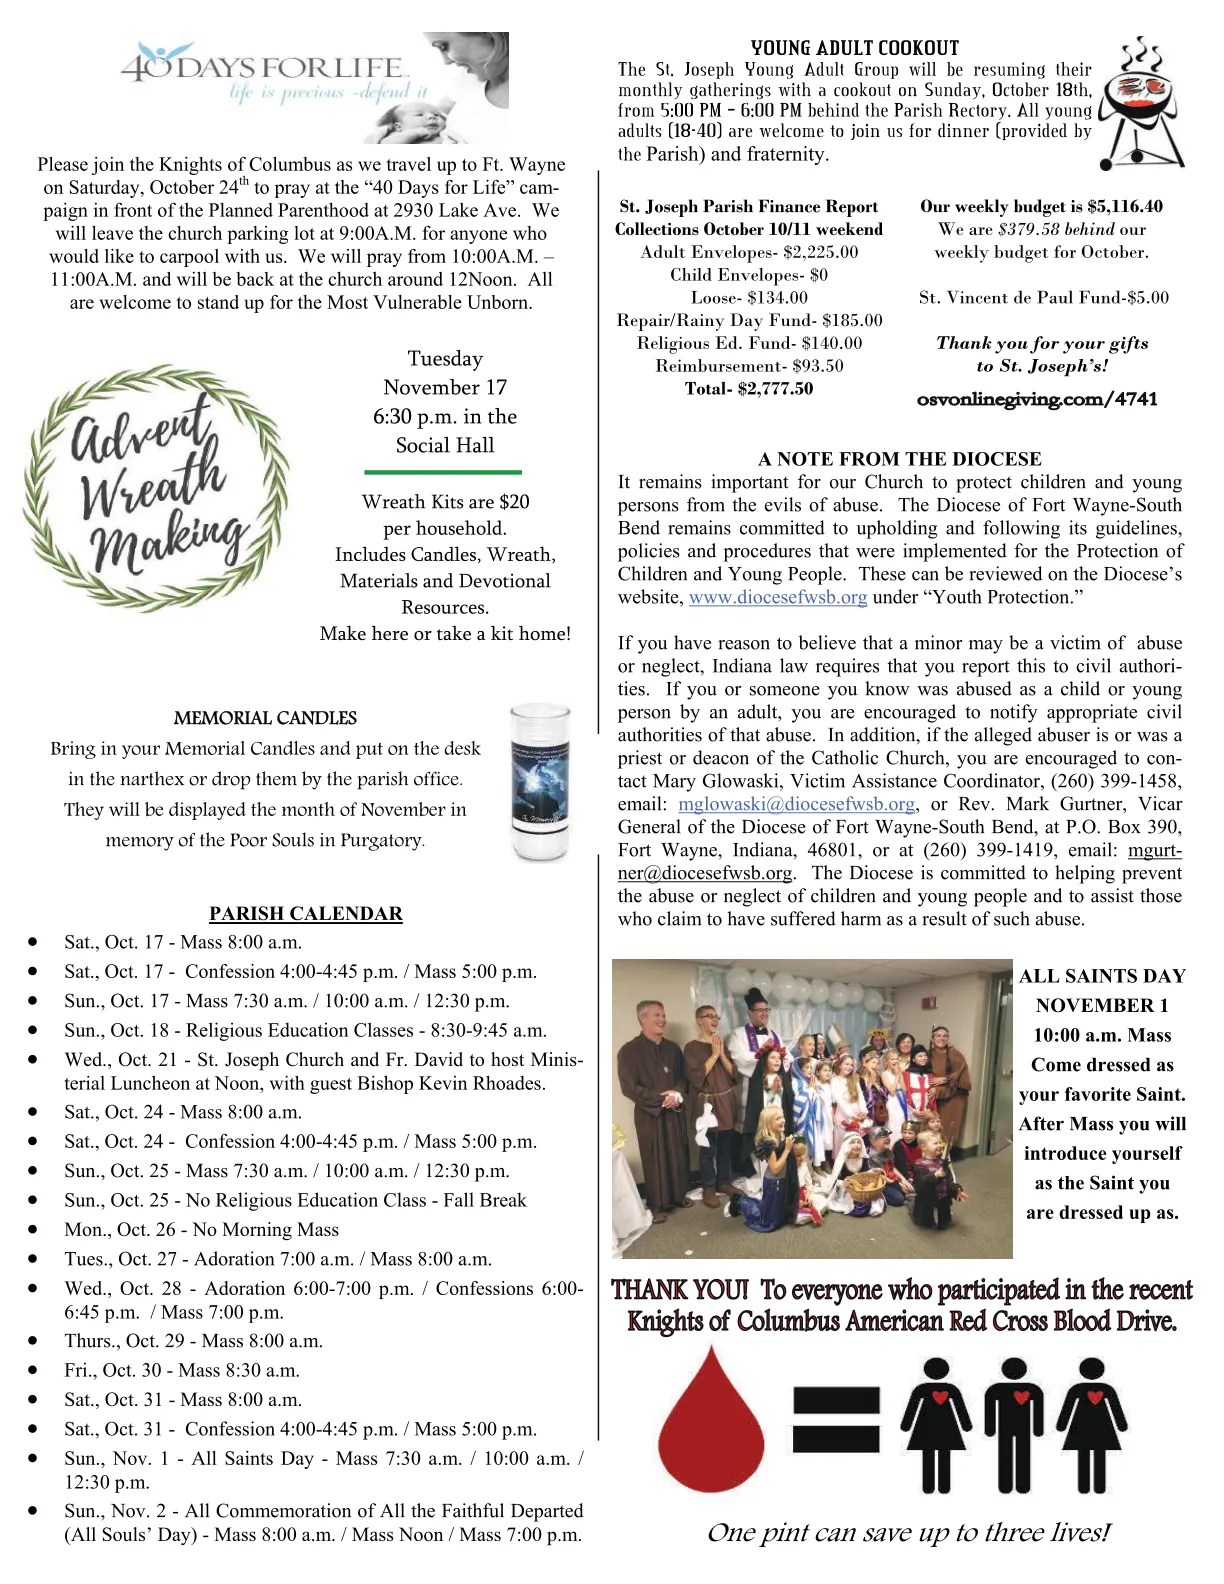 40 DAYS FOR LIFE
life is precious -defend it
Please join the Knights of Columbus as we travel up to Ft. Wayne
on Saturday, October 24th to pray at the “40 Days for Life” cam-
paign in front of the Planned Parenthood at 2930 Lake Ave.  We
will leave the church parking lot at 9:00A.M. for anyone who
would like to carpool with us.  We will pray from 10:00A.M. –
11:00A.M. and will be back at the church around 12Noon.  All
are welcome to stand up for the Most Vulnerable Unborn.
Advent
Wreath
Making
Tuesday
November 17
6:30 p.m. in the
Social Hall
Wreath Kits are $20
per household.
Includes Candles, Wreath,
Materials and Devotional
Resources.
Make here or take a kit home!
MEMORIAL CANDLES
Bring in your Memorial Candles and put on the desk
in the narthex or drop them by the parish office.
They will be displayed the month of November in
memory of the Poor Souls in Purgatory.
PARISH CALENDAR
• Sat., Oct. 17 - Mass 8:00 a.m.
• Sat., Oct. 17 -  Confession 4:00-4:45 p.m. / Mass 5:00 p.m.
• Sun., Oct. 17 - Mass 7:30 a.m. / 10:00 a.m. / 12:30 p.m.
• Sun., Oct. 18 - Religious Education Classes - 8:30-9:45 a.m.
• Wed., Oct. 21 - St. Joseph Church and Fr. David to host Minis-
terial Luncheon at Noon, with guest Bishop Kevin Rhoades.
• Sat., Oct. 24 - Mass 8:00 a.m.
• Sat., Oct. 24 -  Confession 4:00-4:45 p.m. / Mass 5:00 p.m.
• Sun., Oct. 25 - Mass 7:30 a.m. / 10:00 a.m. / 12:30 p.m.
• Sun., Oct. 25 - No Religious Education Class - Fall Break
• Mon., Oct. 26 - No Morning Mass
• Tues., Oct. 27 - Adoration 7:00 a.m. / Mass 8:00 a.m.
• Wed., Oct. 28 - Adoration 6:00-7:00 p.m. / Confessions 6:00-
6:45 p.m.  / Mass 7:00 p.m.
• Thurs., Oct. 29 - Mass 8:00 a.m.
• Fri., Oct. 30 - Mass 8:30 a.m.
• Sat., Oct. 31 - Mass 8:00 a.m.
• Sat., Oct. 31 -  Confession 4:00-4:45 p.m. / Mass 5:00 p.m.
• Sun., Nov. 1 - All Saints Day - Mass 7:30 a.m. / 10:00 a.m. /
12:30 p.m.
• Sun., Nov. 2 - All Commemoration of All the Faithful Departed
(All Souls’ Day) - Mass 8:00 a.m. / Mass Noon / Mass 7:00 p.m.
YOUNG ADULT COOKOUT
The St. Joseph Young Adult Group will be resuming their
monthly gatherings with a cookout on Sunday, October 18th,
from 5:00 PM – 6:00 PM behind the Parish Rectory. All young
adults (18-40) are welcome to join us for dinner (provided by
the Parish) and fraternity.
St. Joseph Parish Finance Report
Collections October 10/11 weekend
Adult Envelopes- $2,225.00
Child Envelopes- $0
Loose- $134.00
Repair/Rainy Day Fund- $185.00
Religious Ed. Fund- $140.00
Reimbursement- $93.50
Total- $2,777.50
Our weekly budget is $5,116.40
We are $379.58 behind our
weekly budget for October.
St. Vincent de Paul Fund-$5.00
Thank you for your gifts
to St. Joseph’s!
osvonlinegiving.com/4741
A NOTE FROM THE DIOCESE
It remains important for our Church to protect children and young
persons from the evils of abuse.  The Diocese of Fort Wayne-South
Bend remains committed to upholding and following its guidelines,
policies and procedures that were implemented for the Protection of
Children and Young People.  These can be reviewed on the Diocese’s
website, www.diocesefwsb.org under “Youth Protection.”
If you have reason to believe that a minor may be a victim of  abuse
or neglect, Indiana law requires that you report this to civil authori-
ties.  If you or someone you know was abused as a child or young
person by an adult, you are encouraged to notify appropriate civil
authorities of that abuse.  In addition, if the alleged abuser is or was a
priest or deacon of the Catholic Church, you are encouraged to con-
tact Mary Glowaski, Victim Assistance Coordinator, (260) 399-1458,
email: mglowaski@diocesefwsb.org, or Rev. Mark Gurtner, Vicar
General of the Diocese of Fort Wayne-South Bend, at P.O. Box 390,
Fort Wayne, Indiana, 46801, or at (260) 399-1419, email: mgurt-
ner@diocesefwsb.org.  The Diocese is committed to helping prevent
the abuse or neglect of children and young people and to assist those
who claim to have suffered harm as a result of such abuse.
ALL SAINTS DAY
NOVEMBER 1
10:00 a.m. Mass
Come dressed as
your favorite Saint.
After Mass you will
introduce yourself
as the Saint you
are dressed up as.
THANK YOU!  To everyone who participated in the recent
Knights of Columbus American Red Cross Blood Drive.
One pint can save up to three lives!